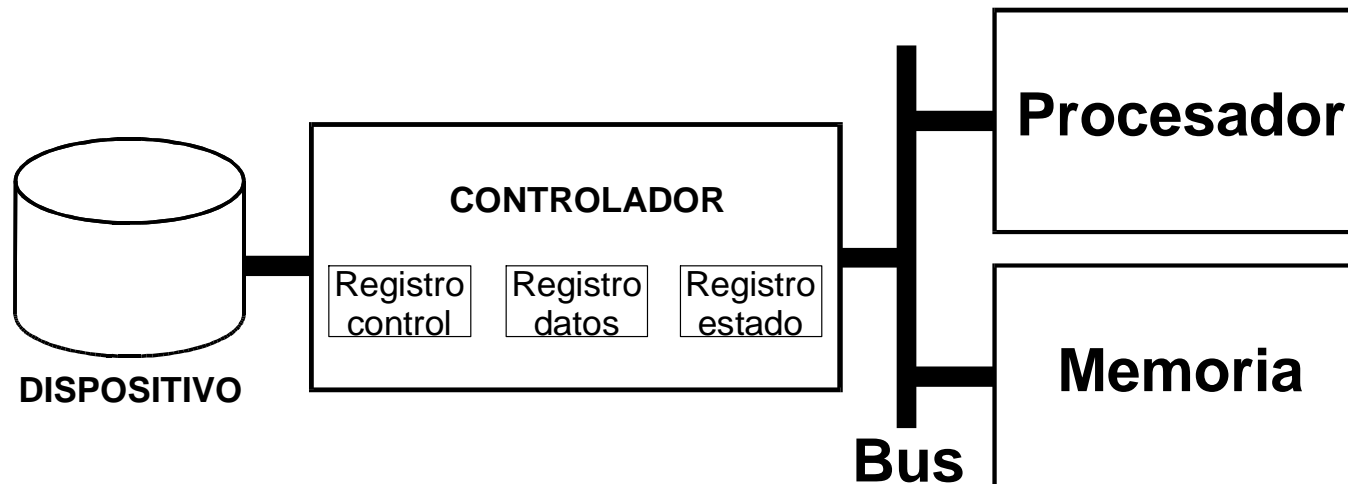 Procesador
CONTROLADOR
Registro
control
Registro
datos
Registro
estado
DISPOSITIVO
Memoria
Bus